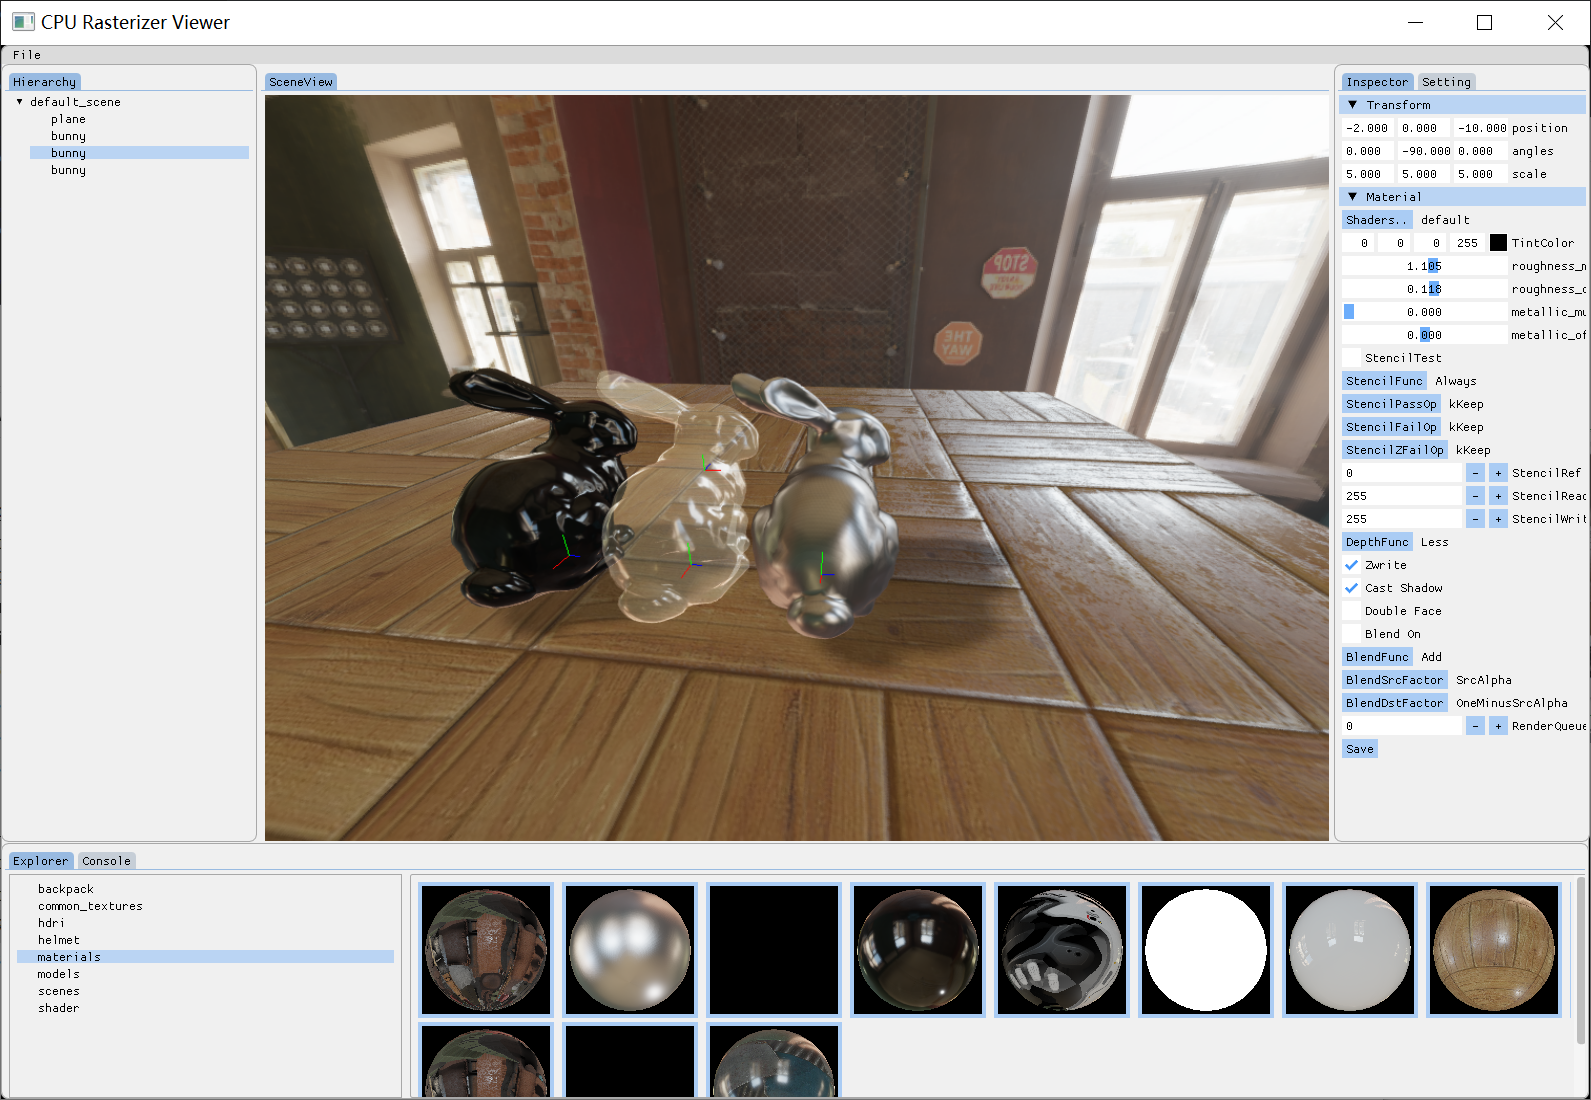 CPU Rasterizer Viewer
File
Hierarchy
default_scene
plane
bunny
bunny
bunny
SceneView
STOP
THE
WAY
Inspector Setting
Transform
-2.000 0.000 -10.000 position
0.000 -90.000 0.000 angles
5.000 5.000 5.000 scale
Material
Shaders.. default
0 0 0 255 TintColor
1.105 roughness_m
0.118 roughness_o
0.000 metallic_mu
0.000 metallic_of
StencilTest
StencilFunc Always
StencilPassOp kKeep
StencilFailOp kKeep
StencilZFailOp kKeep
0 - + StencilRef
255 - + StencilRead
255 - + StencilWrit
DepthFunc Less
Zwrite
Cast Shadow
Double Face
Blend On
BlendFunc Add
BlendSrcFactor SrcAlpha
BlendDstFactor OneMinusSrcAlpha
0 - + RenderQueue
Save
Explorer Console
backpack
common_textures
hdri
helmet
materials
models
scenes
shader